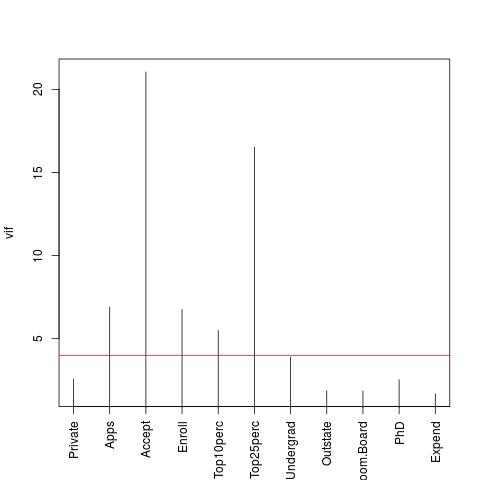 vif
20
15
10
5
Private
Apps
Accept
Enroll
Top10perc
Top25perc
Undergrad
Outstate
oom.Board
PhD
Expend